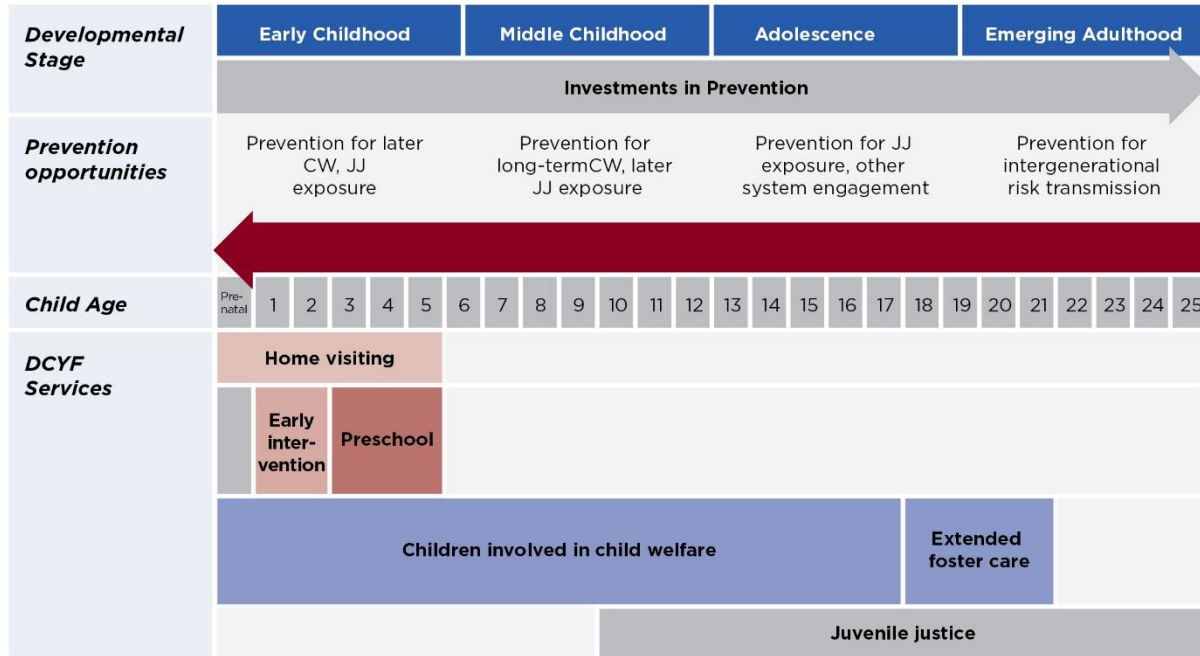 Developmental
Stage
Early Childhood
Middle Childhood
Adolescence
Emerging Adulthood
Investments in Prevention
Prevention
opportunities
Prevention for later
CW, JJ
exposure
Prevention for
long-termCW, later
JJ exposure
Prevention for JJ
exposure, other
system engagement
Prevention for
intergenerational
risk transmission
Child Age
Pre-
natal
1 2 3 4 5 6 7 8 9 10 11 12 13 14 15 16 17 18 19 20 21 22 23 24 25
DCYF
Services
Home visiting
Early
inter-
vention
Preschool
Children involved in child welfare
Extended
foster care
Juvenile justice